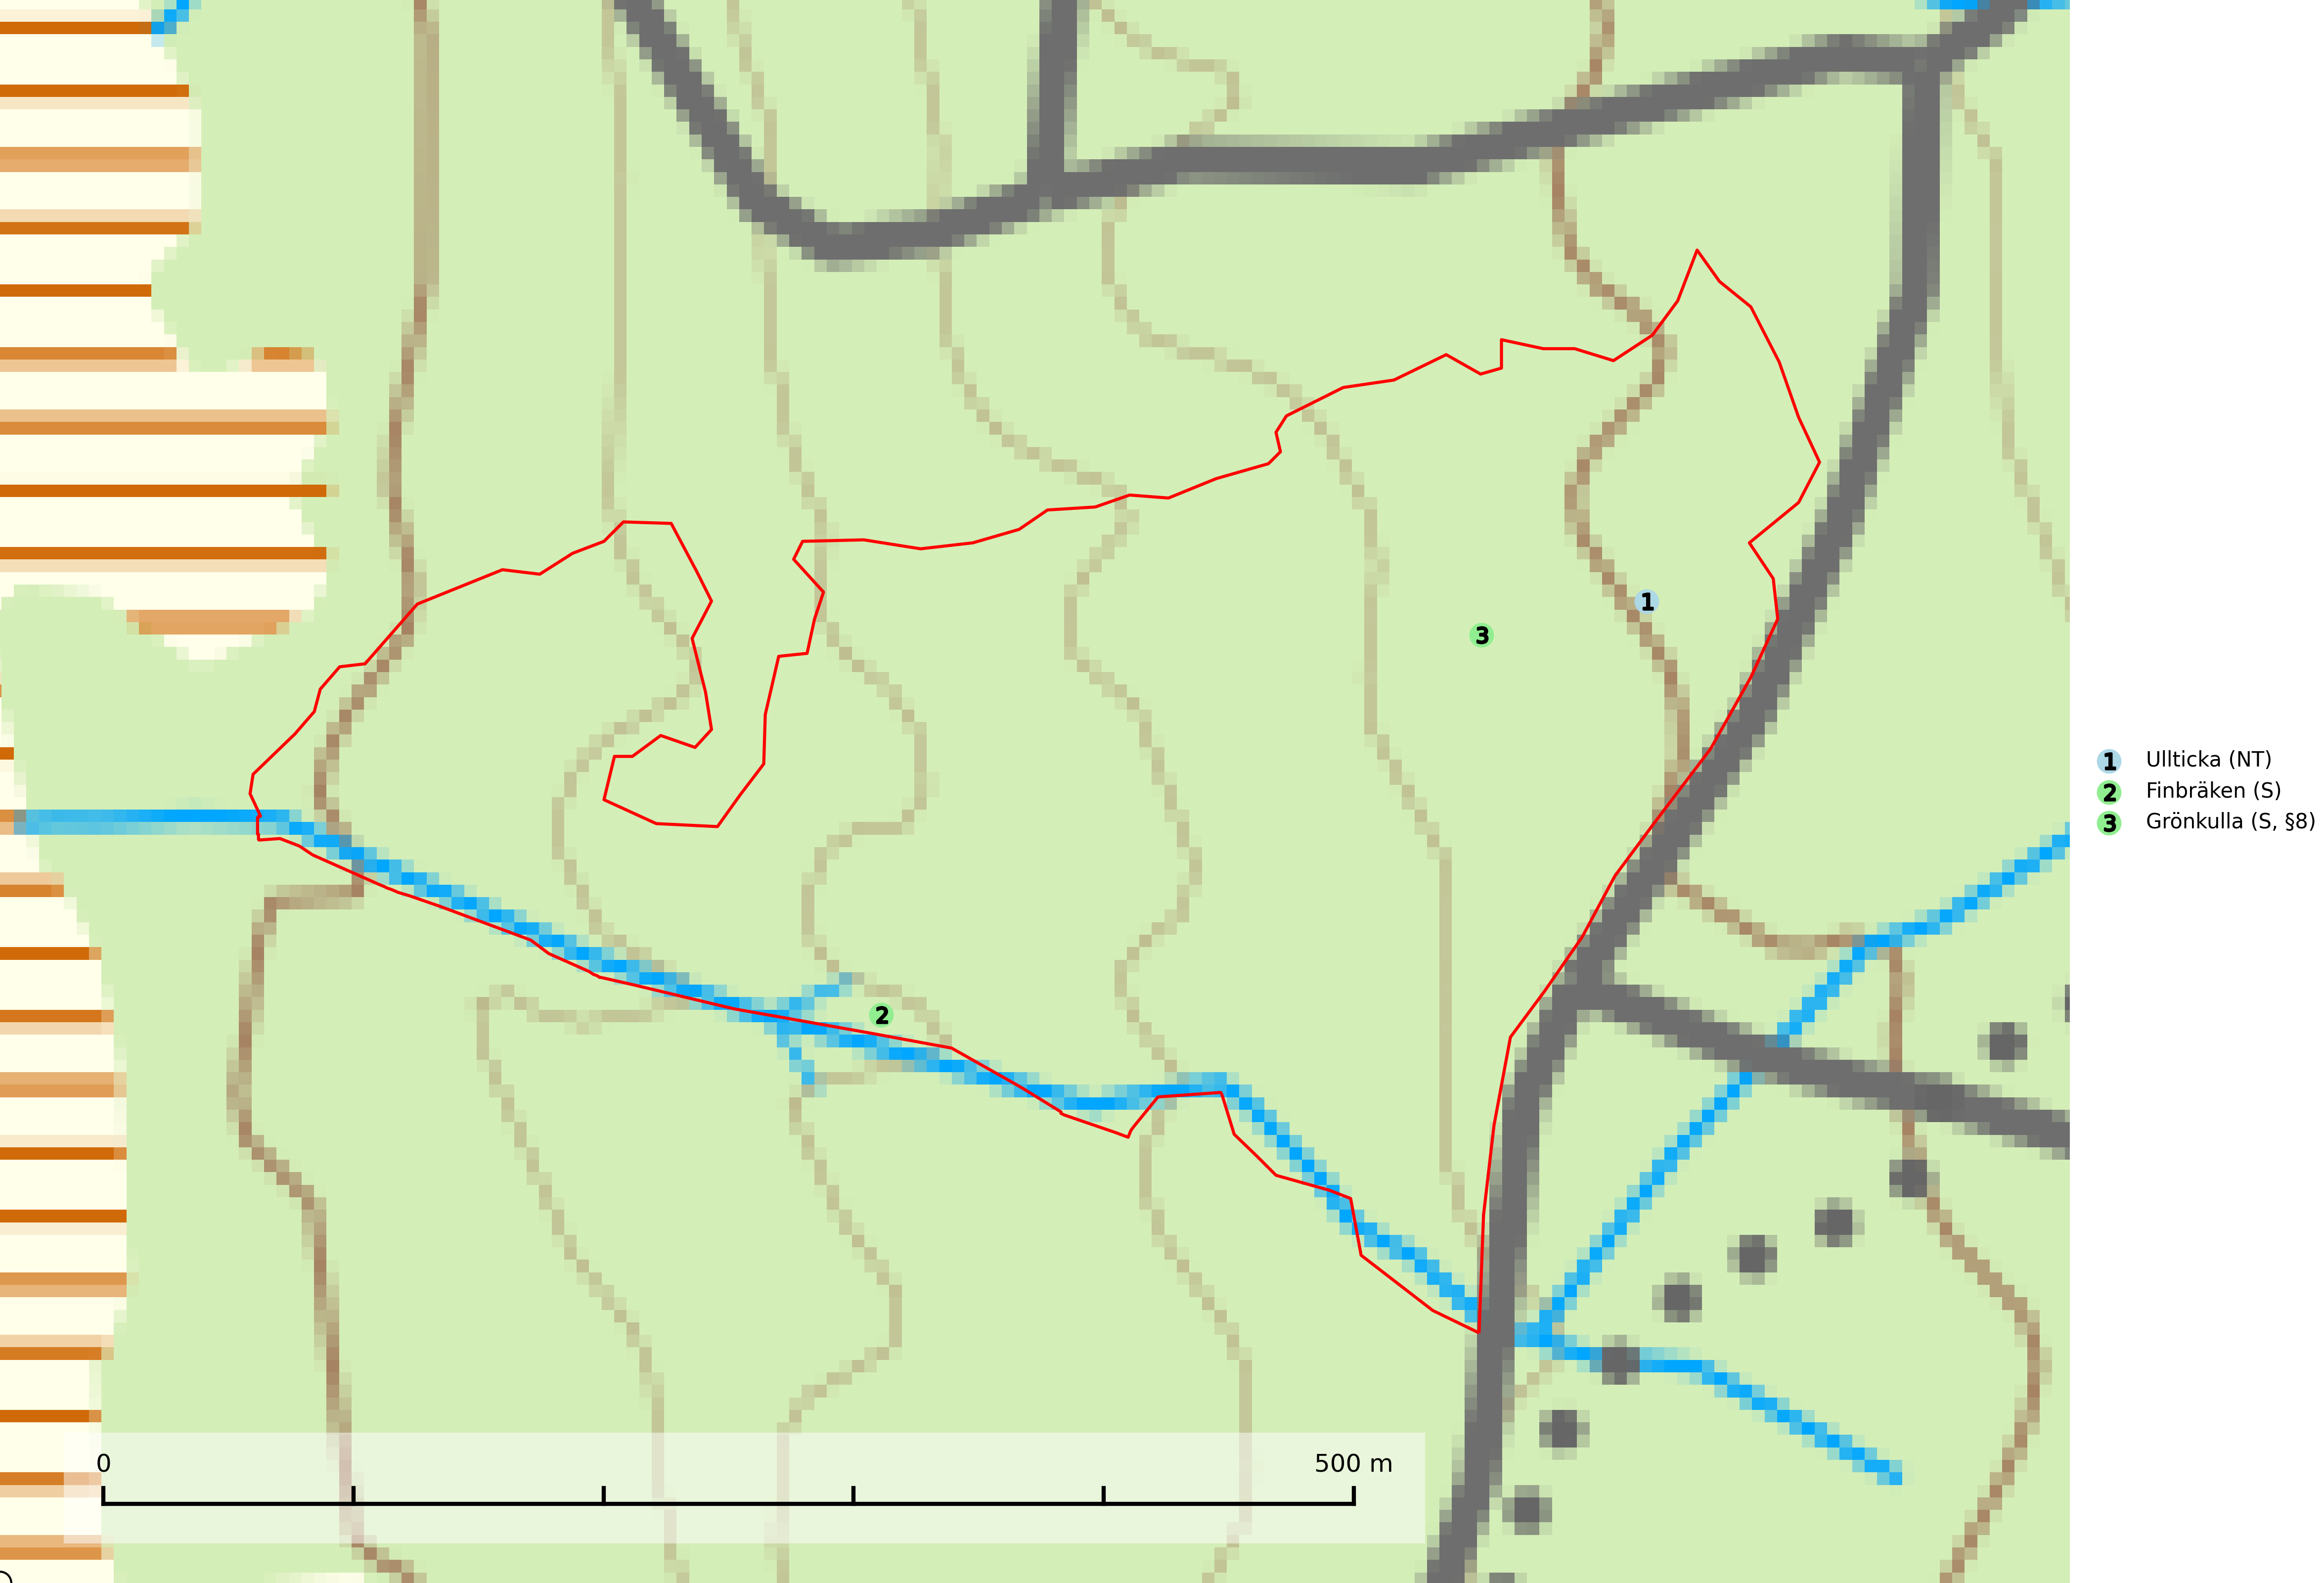 1
3
2
1 Ullticka (NT)
2 Finbräken (S)
3 Grönkulla (S, §8)
0 500 m